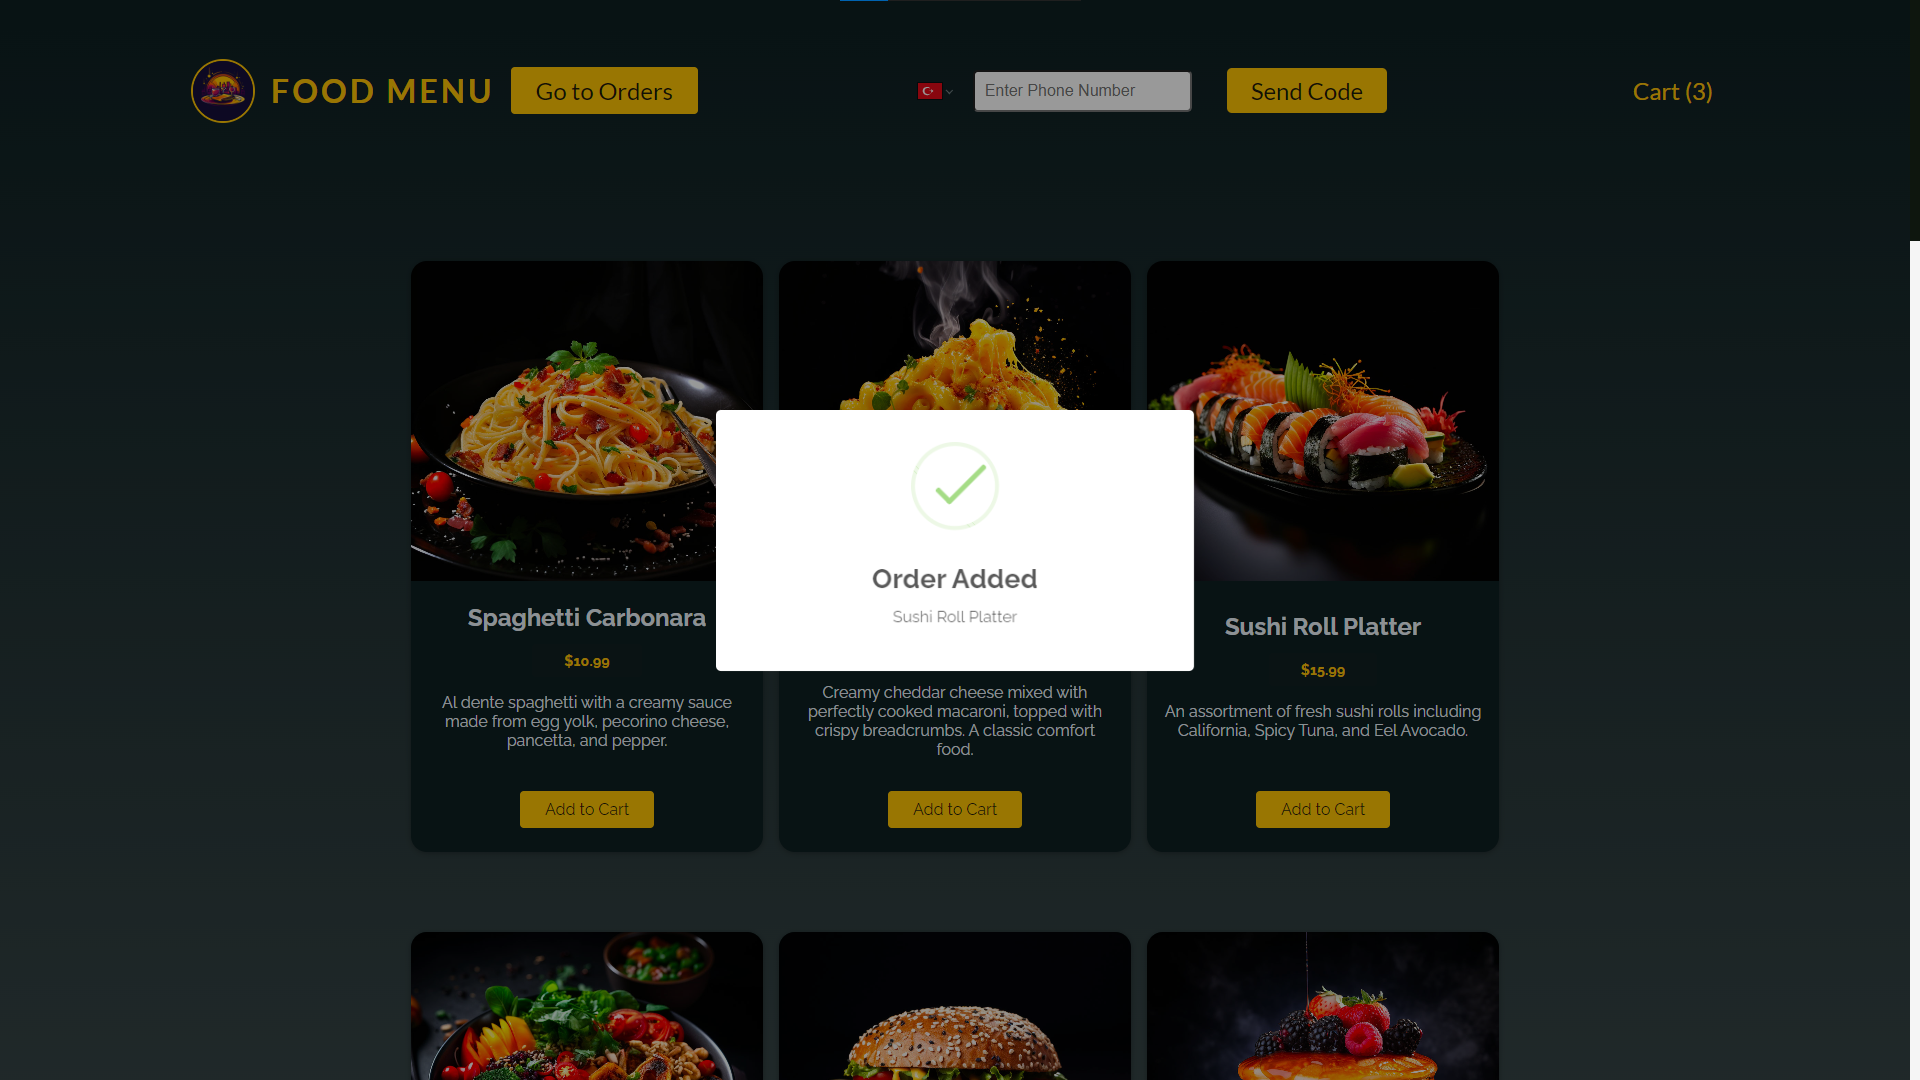 FOOD MENU
Go to Orders
Enter Phone Number
Send Code
Cart (3)
Order Added
Sushi Roll Platter
Spaghetti Carbonara
$10.99
Al dente spaghetti with a creamy sauce
made from egg yolk, pecorino cheese,
pancetta, and pepper.
Add to Cart
Creamy cheddar cheese mixed with
perfectly cooked macaroni, topped with
crispy breadcrumbs. A classic comfort
food.
Add to Cart
Sushi Roll Platter
$15.99
An assortment of fresh sushi rolls including
California, Spicy Tuna, and Eel Avocado.
Add to Cart